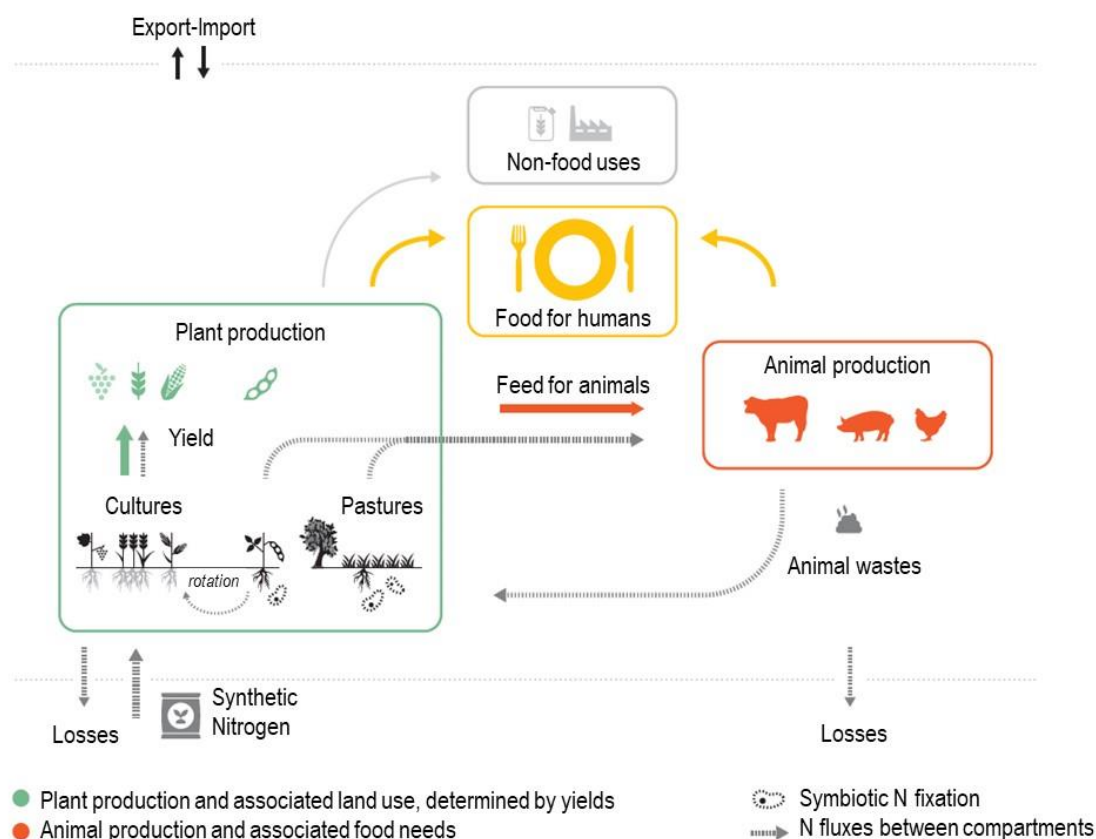 Export-Import
Non-food uses
Food for humans
Plant production
Feed for animals
Animal production
Yield
Cultures
Pastures
rotation
Animal wastes
Synthetic
Nitrogen
Losses
Losses
Plant production and associated land use, determined by yields
Animal production and associated food needs
Symbiotic N fixation
N fluxes between compartments